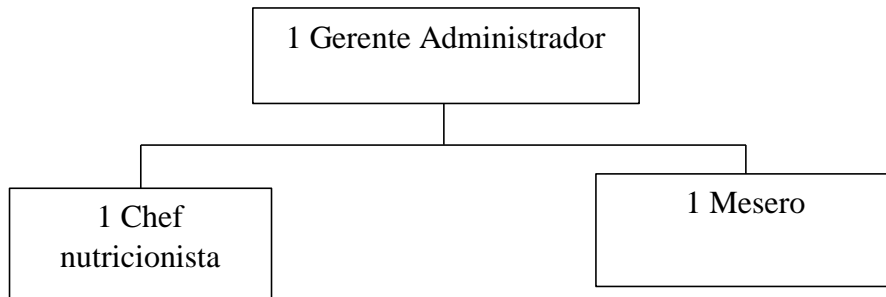 1 Gerente Administrador
1 Chef
nutricionista
1 Mesero